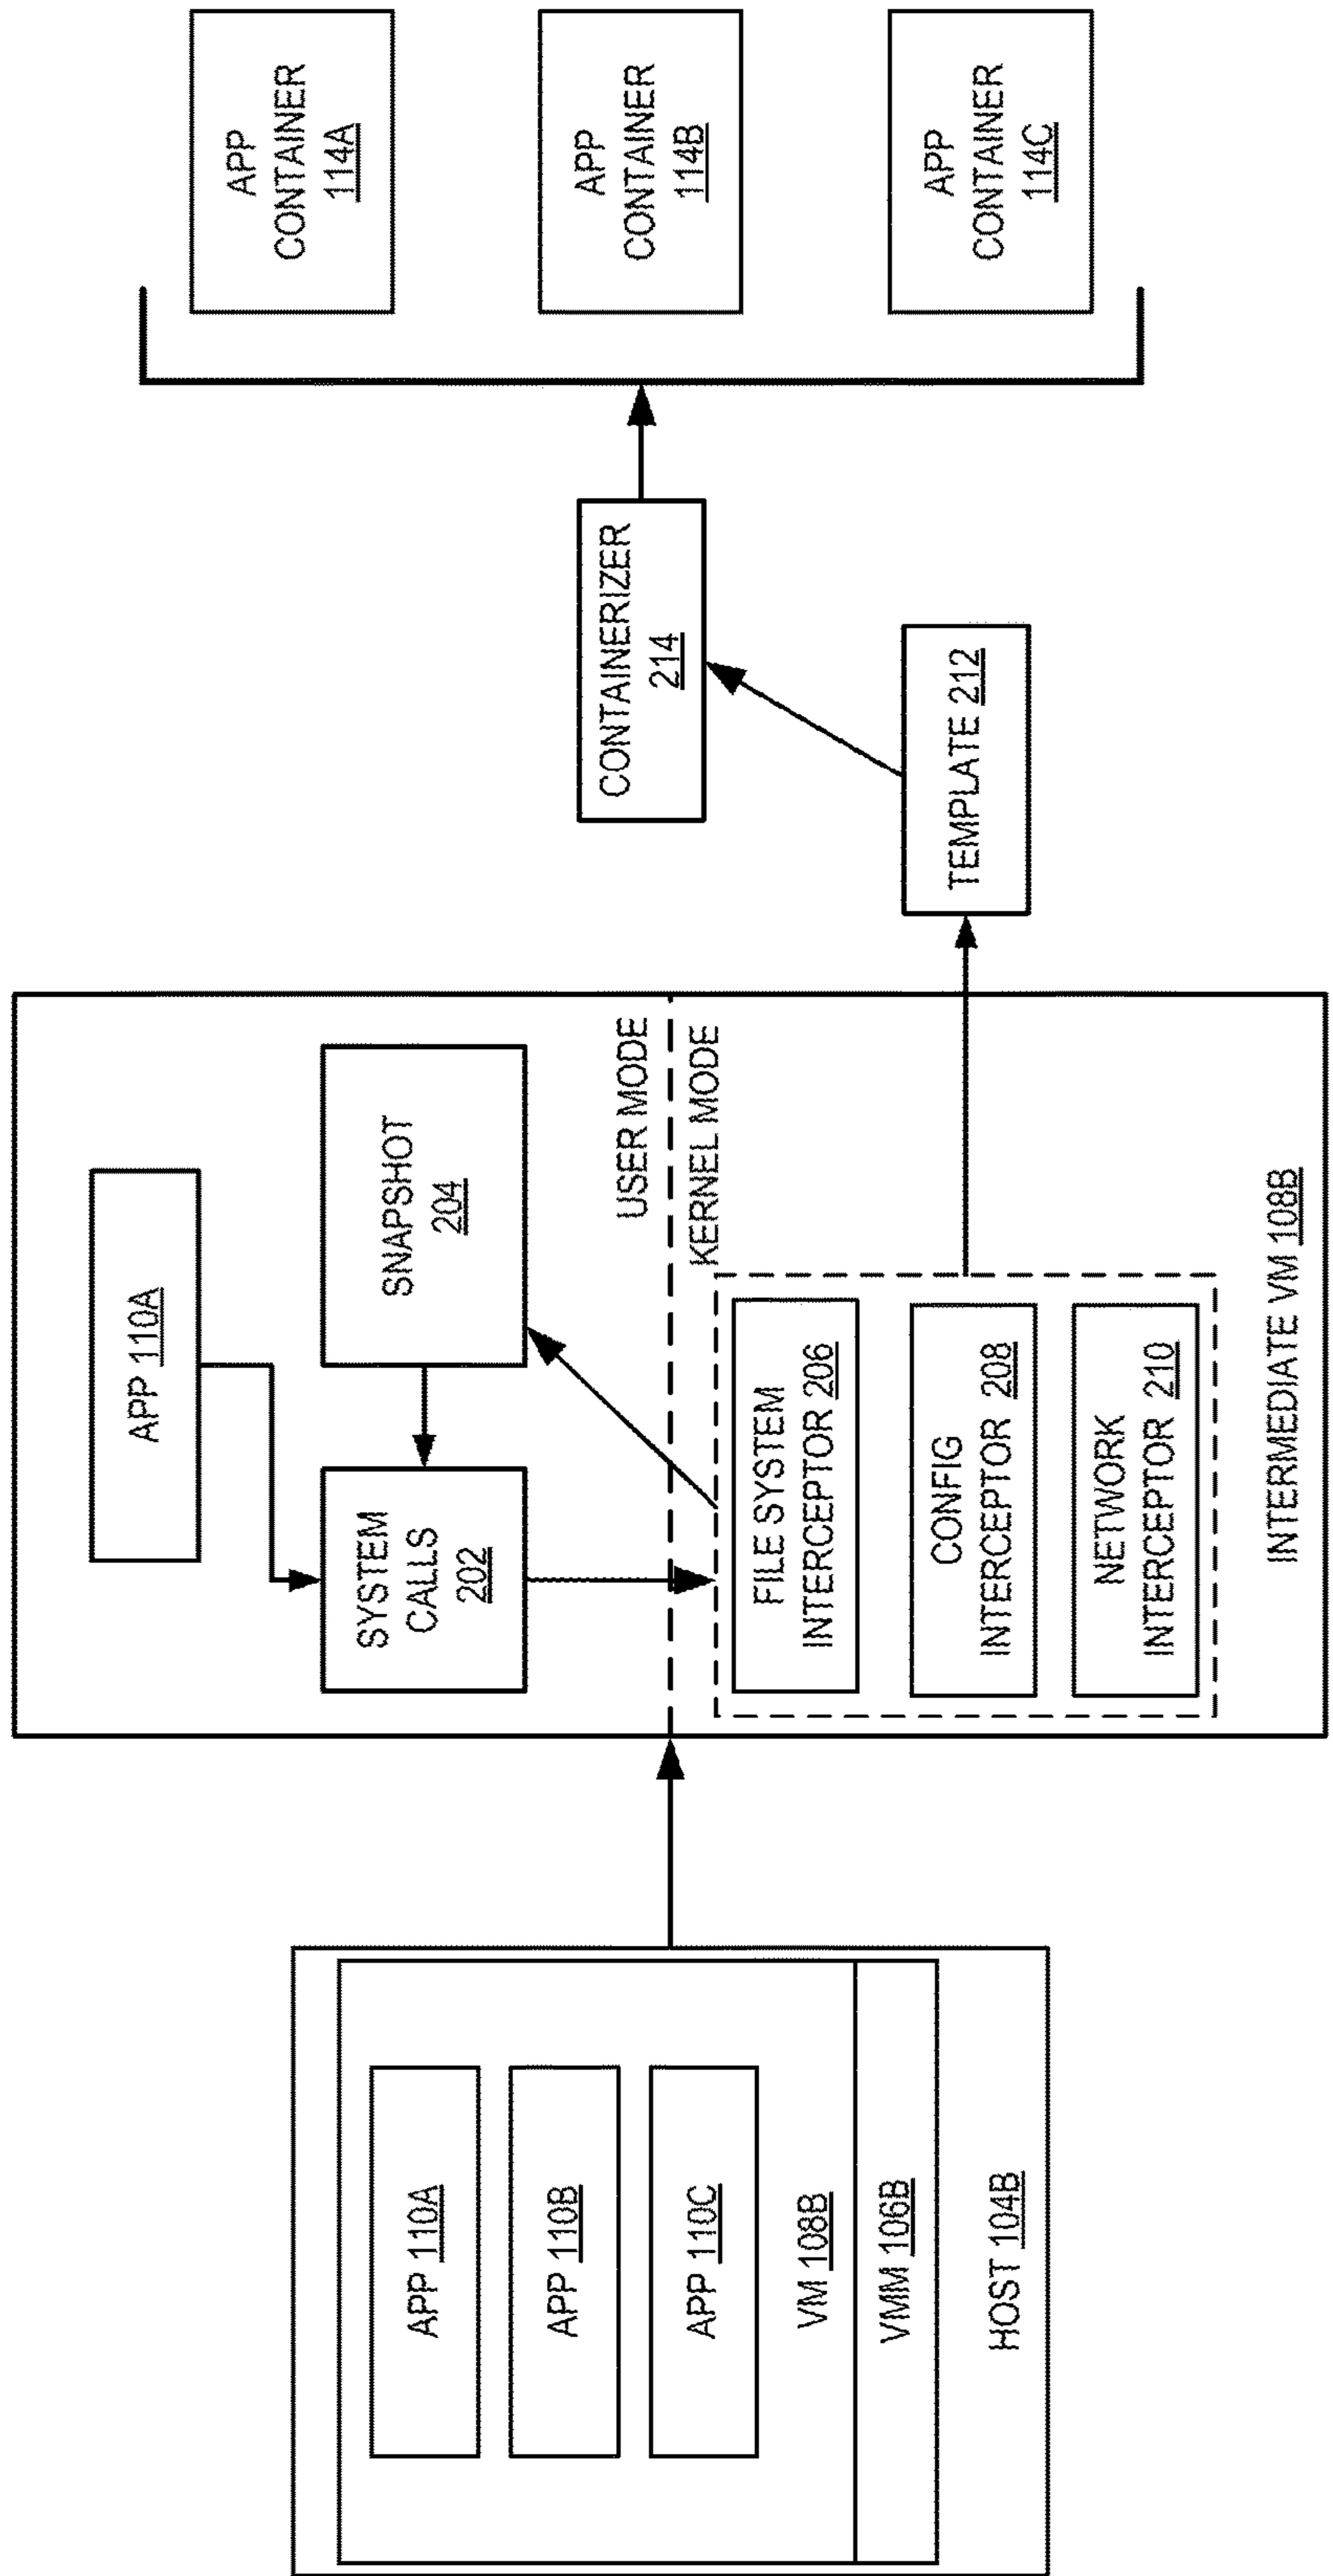 APP 110A
APP 110B
APP 110C
VM 108B
VMM 106B
HOST 104B
APP 110A
SYSTEM
CALLS
202
SNAPSHOT
204
USER MODE
KERNEL MODE
FILE SYSTEM
INTERCEPTOR 206
CONFIG
INTERCEPTOR 208
NETWORK
INTERCEPTOR 210
INTERMEDIATE VM 108B
TEMPLATE 212
CONTAINERIZER
214
APP
CONTAINER
114A
APP
CONTAINER
114B
APP
CONTAINER
114C